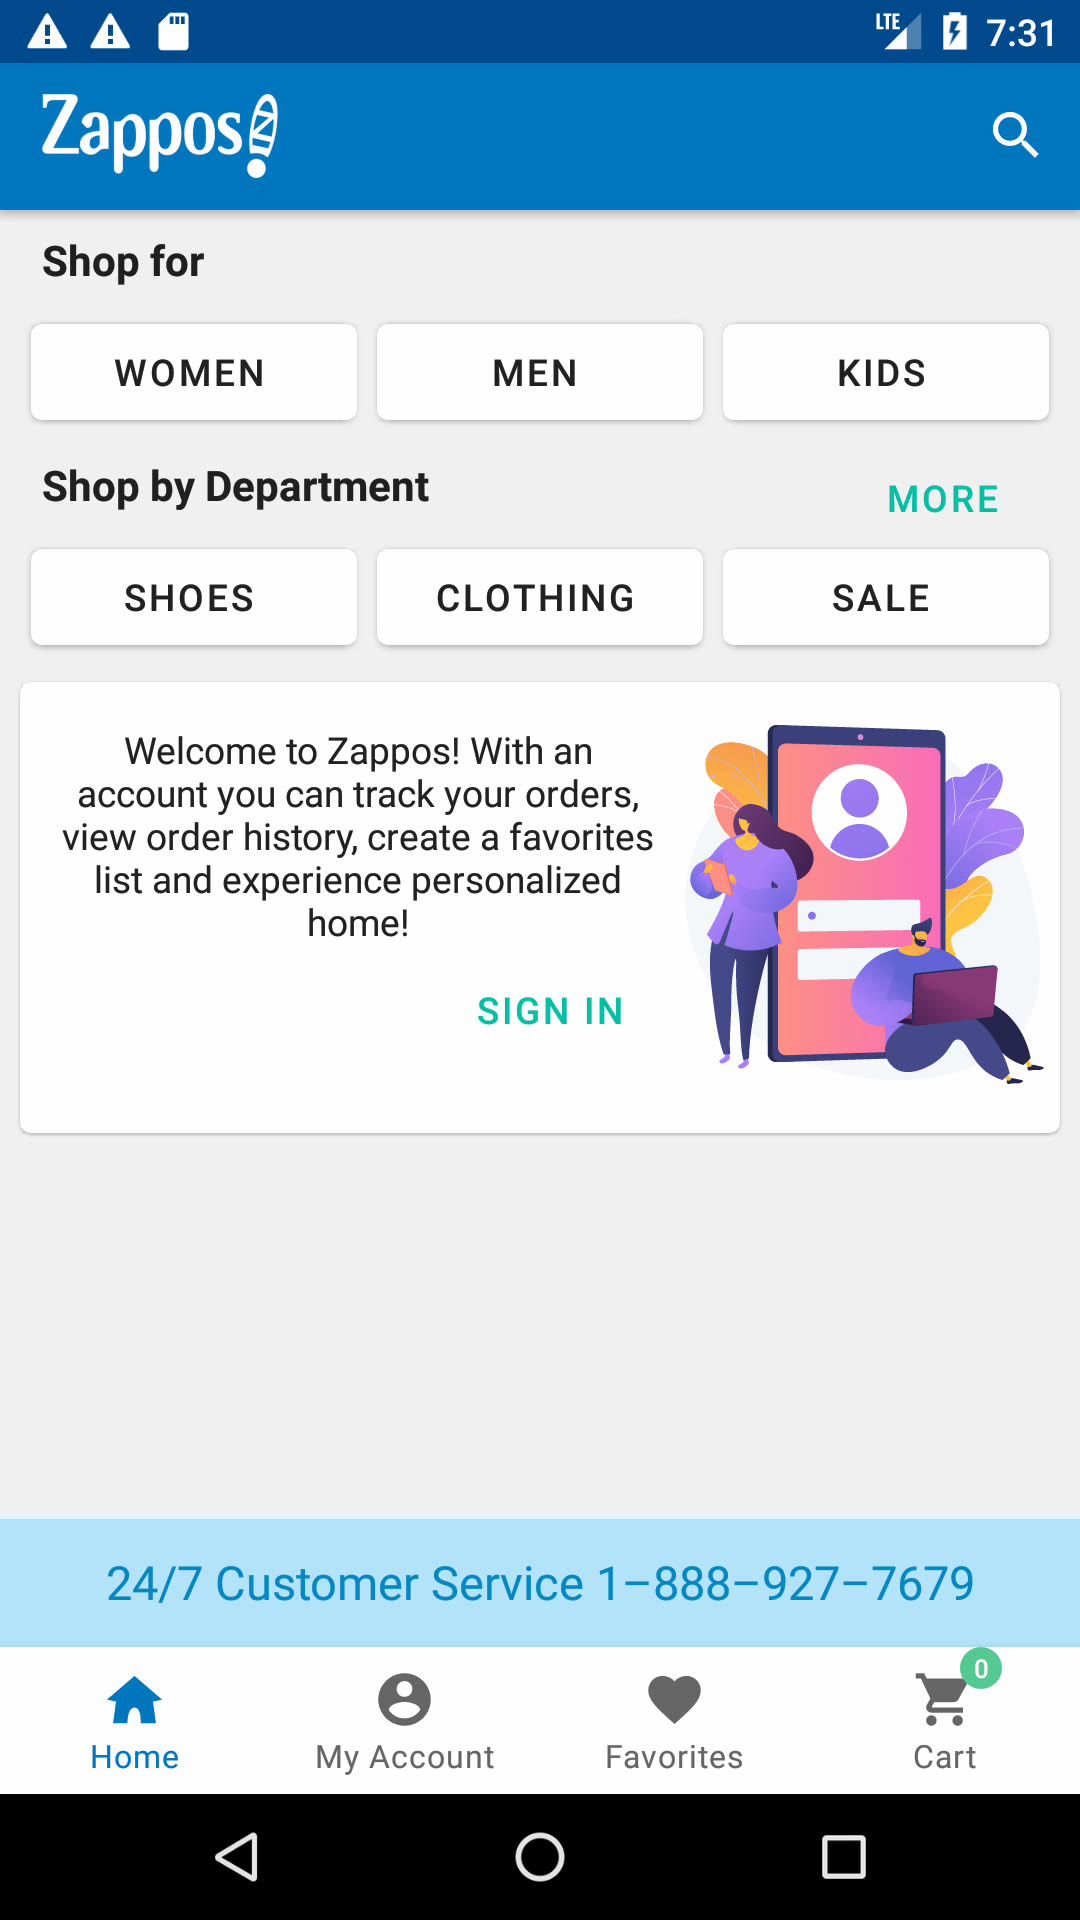 LTE 7:31
Zappos
Shop for
WOMEN MEN KIDS
Shop by Department MORE
SHOES CLOTHING SALE
Welcome to Zappos! With an
account you can track your orders,
view order history, create a favorites
list and experience personalized
home!
SIGN IN
24/7 Customer Service 1-888-927-7679
0
Home My Account Favorites Cart